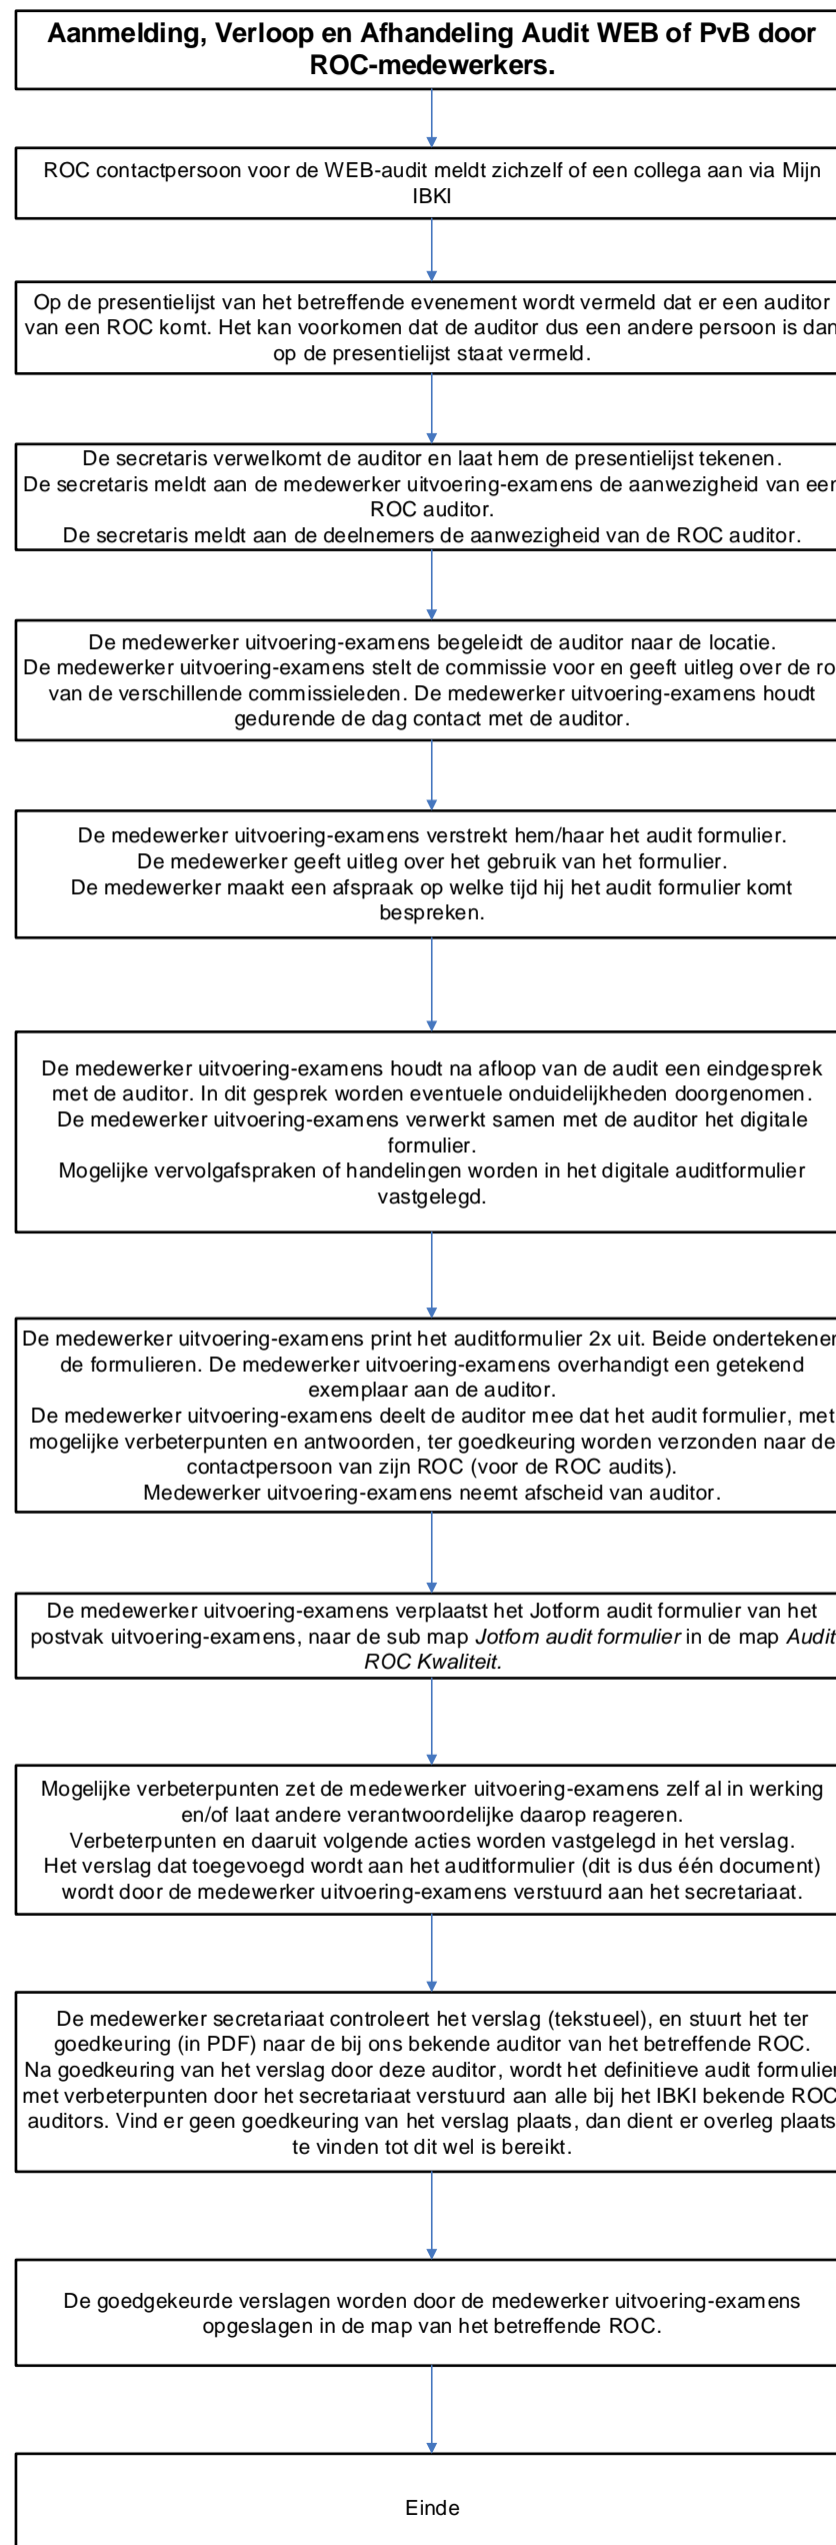 Aanmelding, Verloop en Afhandeling Audit WEB of PvB door
ROC-medewerkers.
ROC contactpersoon voor de WEB-audit meldt zichzelf of een collega aan via Mijn
IBKI
Op de presentielijst van het betreffende evenement wordt vermeld dat er een auditor
van een ROC komt. Het kan voorkomen dat de auditor dus een andere persoon is dan
op de presentielijst staat vermeld.
De secretaris verwelkomt de auditor en laat hem de presentielijst tekenen.
De secretaris meldt aan de medewerker uitvoering-examens de aanwezigheid van een
ROC auditor.
De secretaris meldt aan de deelnemers de aanwezigheid van de ROC auditor.
De medewerker uitvoering-examens begeleidt de auditor naar de locatie.
De medewerker uitvoering-examens stelt de commissie voor en geeft uitleg over de ro
van de verschillende commissieleden. De medewerker uitvoering-examens houdt
gedurende de dag contact met de auditor.
De medewerker uitvoering-examens verstrekt hem/haar het audit formulier.
De medewerker geeft uitleg over het gebruik van het formulier.
De medewerker maakt een afspraak op welke tijd hij het audit formulier komt
bespreken.
De medewerker uitvoering-examens houdt na afloop van de audit een eindgesprek
met de auditor. In dit gesprek worden eventuele onduidelijkheden doorgenomen.
De medewerker uitvoering-examens verwerkt samen met de auditor het digitale
formulier.
Mogelijke vervolgafspraken of handelingen worden in het digitale auditformulier
vastgelegd.
De medewerker uitvoering-examens print het auditformulier 2x uit. Beide ondertekenen
de formulieren. De medewerker uitvoering-examens overhandigt een getekend
exemplaar aan de auditor.
De medewerker uitvoering-examens deelt de auditor mee dat het audit formulier, met
mogelijke verbeterpunten en antwoorden, ter goedkeuring worden verzonden naar de
contactpersoon van zijn ROC (voor de ROC audits).
Medewerker uitvoering-examens neemt afscheid van auditor.
De medewerker uitvoering-examens verplaatst het Jotform audit formulier van het
postvak uitvoering-examens, naar de sub map Jotfom audit formulier in de map Audit
ROC Kwaliteit.
Mogelijke verbeterpunten zet de medewerker uitvoering-examens zelf al in werking
en/of laat andere verantwoordelijke daarop reageren.
Verbeterpunten en daaruit volgende acties worden vastgelegd in het verslag.
Het verslag dat toegevoegd wordt aan het auditformulier (dit is dus één document)
wordt door de medewerker uitvoering-examens verstuurd aan het secretariaat.
De medewerker secretariaat controleert het verslag (tekstueel), en stuurt het ter
goedkeuring (in PDF) naar de bij ons bekende auditor van het betreffende ROC.
Na goedkeuring van het verslag door deze auditor, wordt het definitieve audit formulier
met verbeterpunten door het secretariaat verstuurd aan alle bij het IBKI bekende ROC
auditors. Vind er geen goedkeuring van het verslag plaats, dan dient er overleg plaats
te vinden tot dit wel is bereikt.
De goedgekeurde verslagen worden door de medewerker uitvoering-examens
opgeslagen in de map van het betreffende ROC.
Einde